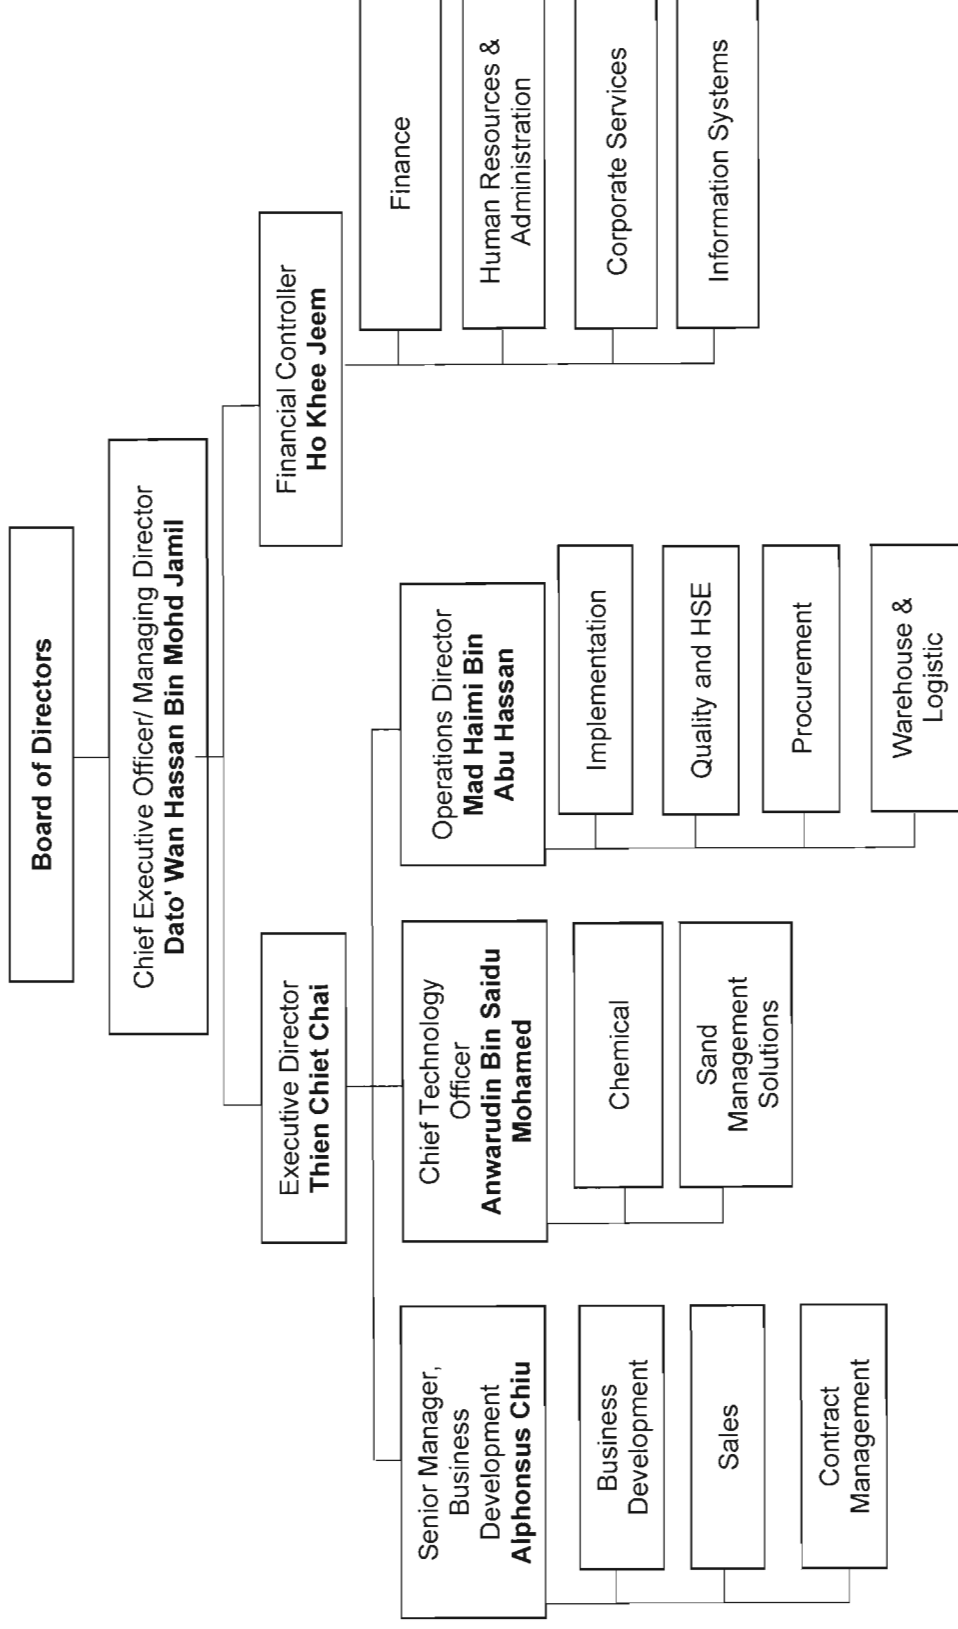 Board of Directors
Chief Executive Officer/ Managing Director
Dato' Wan Hassan Bin Mohd Jamil
Executive Director
Thien Chiet Chai
Financial Controller
Ho Khee Jeem
Senior Manager,
Business
Development
Alphonsus Chiu
Business
Development
Sales
Contract
Management
Chief Technology
Officer
Anwarudin Bin Saidu
Mohamed
Chemical
Sand
Management
Solutions
Operations Director
Mad Haimi Bin
Abu Hassan
Implementation
Quality and HSE
Procurement
Warehouse &
Logistic
Finance
Human Resources &
Administration
Corporate Services
Information Systems